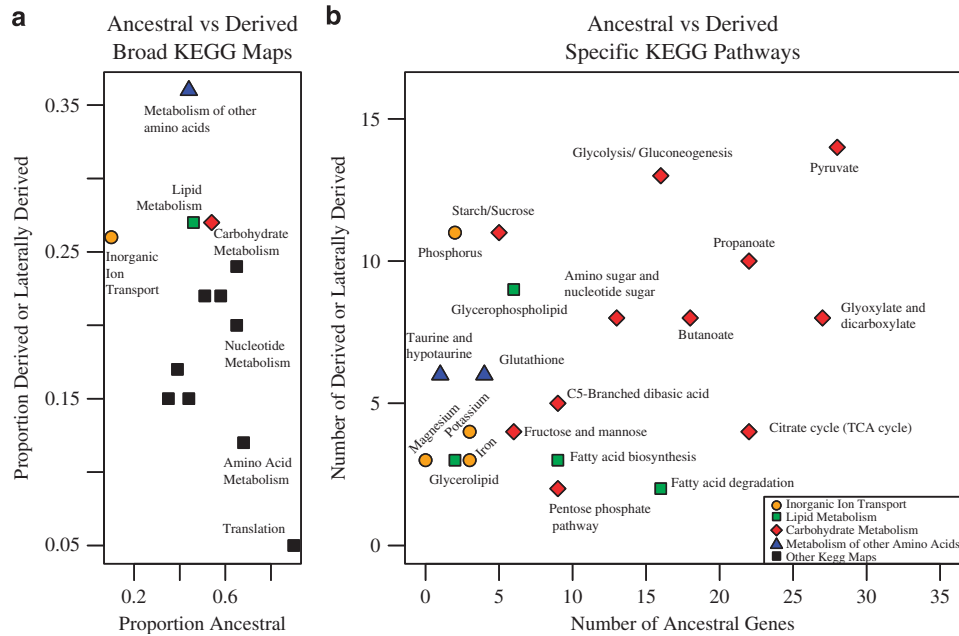 a
Ancestral vs Derived
Broad KEGG Maps
Proportion Derived or Laterally Derived
0.35
0.25
0.15
0.05
Metabolism of other
amino acids
Lipid
Metabolism
Carbohydrate
Metabolism
Inorganic
Ion
Transport
Nucleotide
Metabolism
Amino Acid
Metabolism
Translation
0.2
0.6
Proportion Ancestral
b
Ancestral vs Derived
Specific KEGG Pathways
Number of Derived or Laterally Derived
15
10
5
0
Glycolysis/ Gluconeogenesis
Pyruvate
Starch/Sucrose
Phosphorus
Propanoate
Amino sugar and
nucleotide sugar
Glycerophospholipid
Butanoate
Glyoxylate and
dicarboxylate
Taurine and
hypotaurine
Glutathione
C5-Branched dibasic acid
Magnesium
Potassium
Iron
Fructose and mannose
Citrate cycle (TCA cycle)
Glycerolipid
Fatty acid biosynthesis
Fatty acid degradation
Pentose phosphate
pathway
Inorganic Ion Transport
Lipid Metabolism
Carbohydrate Metabolism
Metabolism of other Amino Acids
Other Kegg Maps
0
5
10
15
20
25
30
35
Number of Ancestral Genes